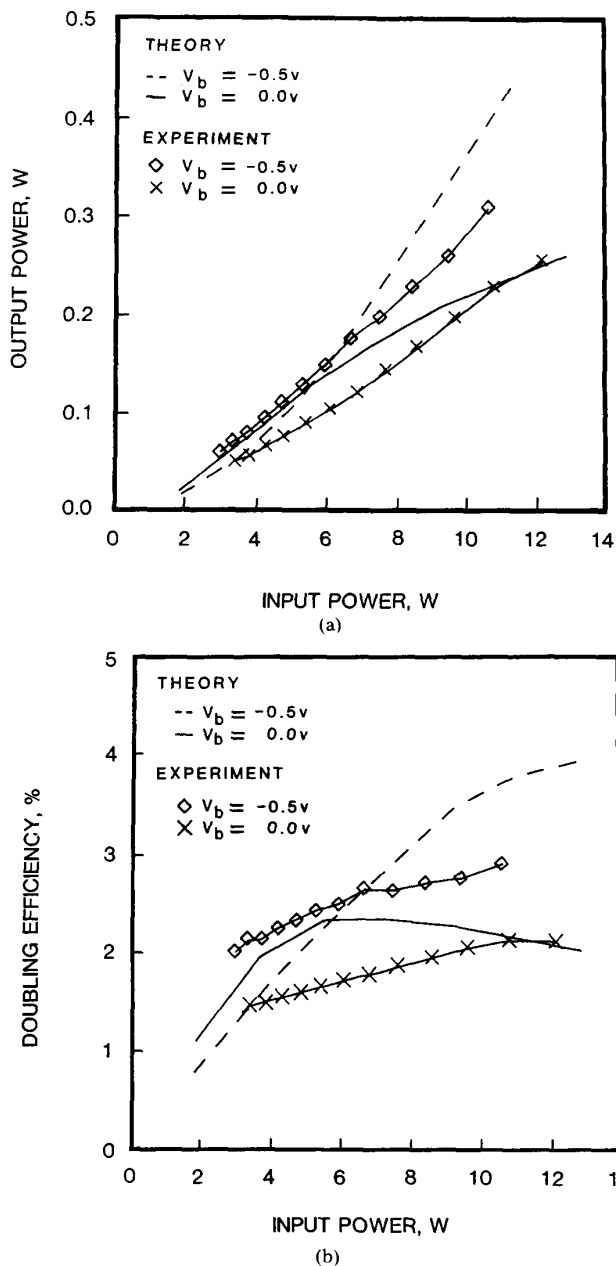 0.5
THEORY
-- V_b = -0.5v
— V_b = 0.0v
0.4
EXPERIMENT
◇ V_b = -0.5v
× V_b = 0.0v
0.3
OUTPUT POWER, W
0.2
0.1
0.0
0 2 4 6 8 10 12 14
INPUT POWER, W
(a)
5
THEORY
-- V_b = -0.5v
— V_b = 0.0v
4
EXPERIMENT
◇ V_b = -0.5v
× V_b = 0.0v
3
DOUBLING EFFICIENCY, %
2
1
0
0 2 4 6 8 10 12 1
INPUT POWER, W
(b)